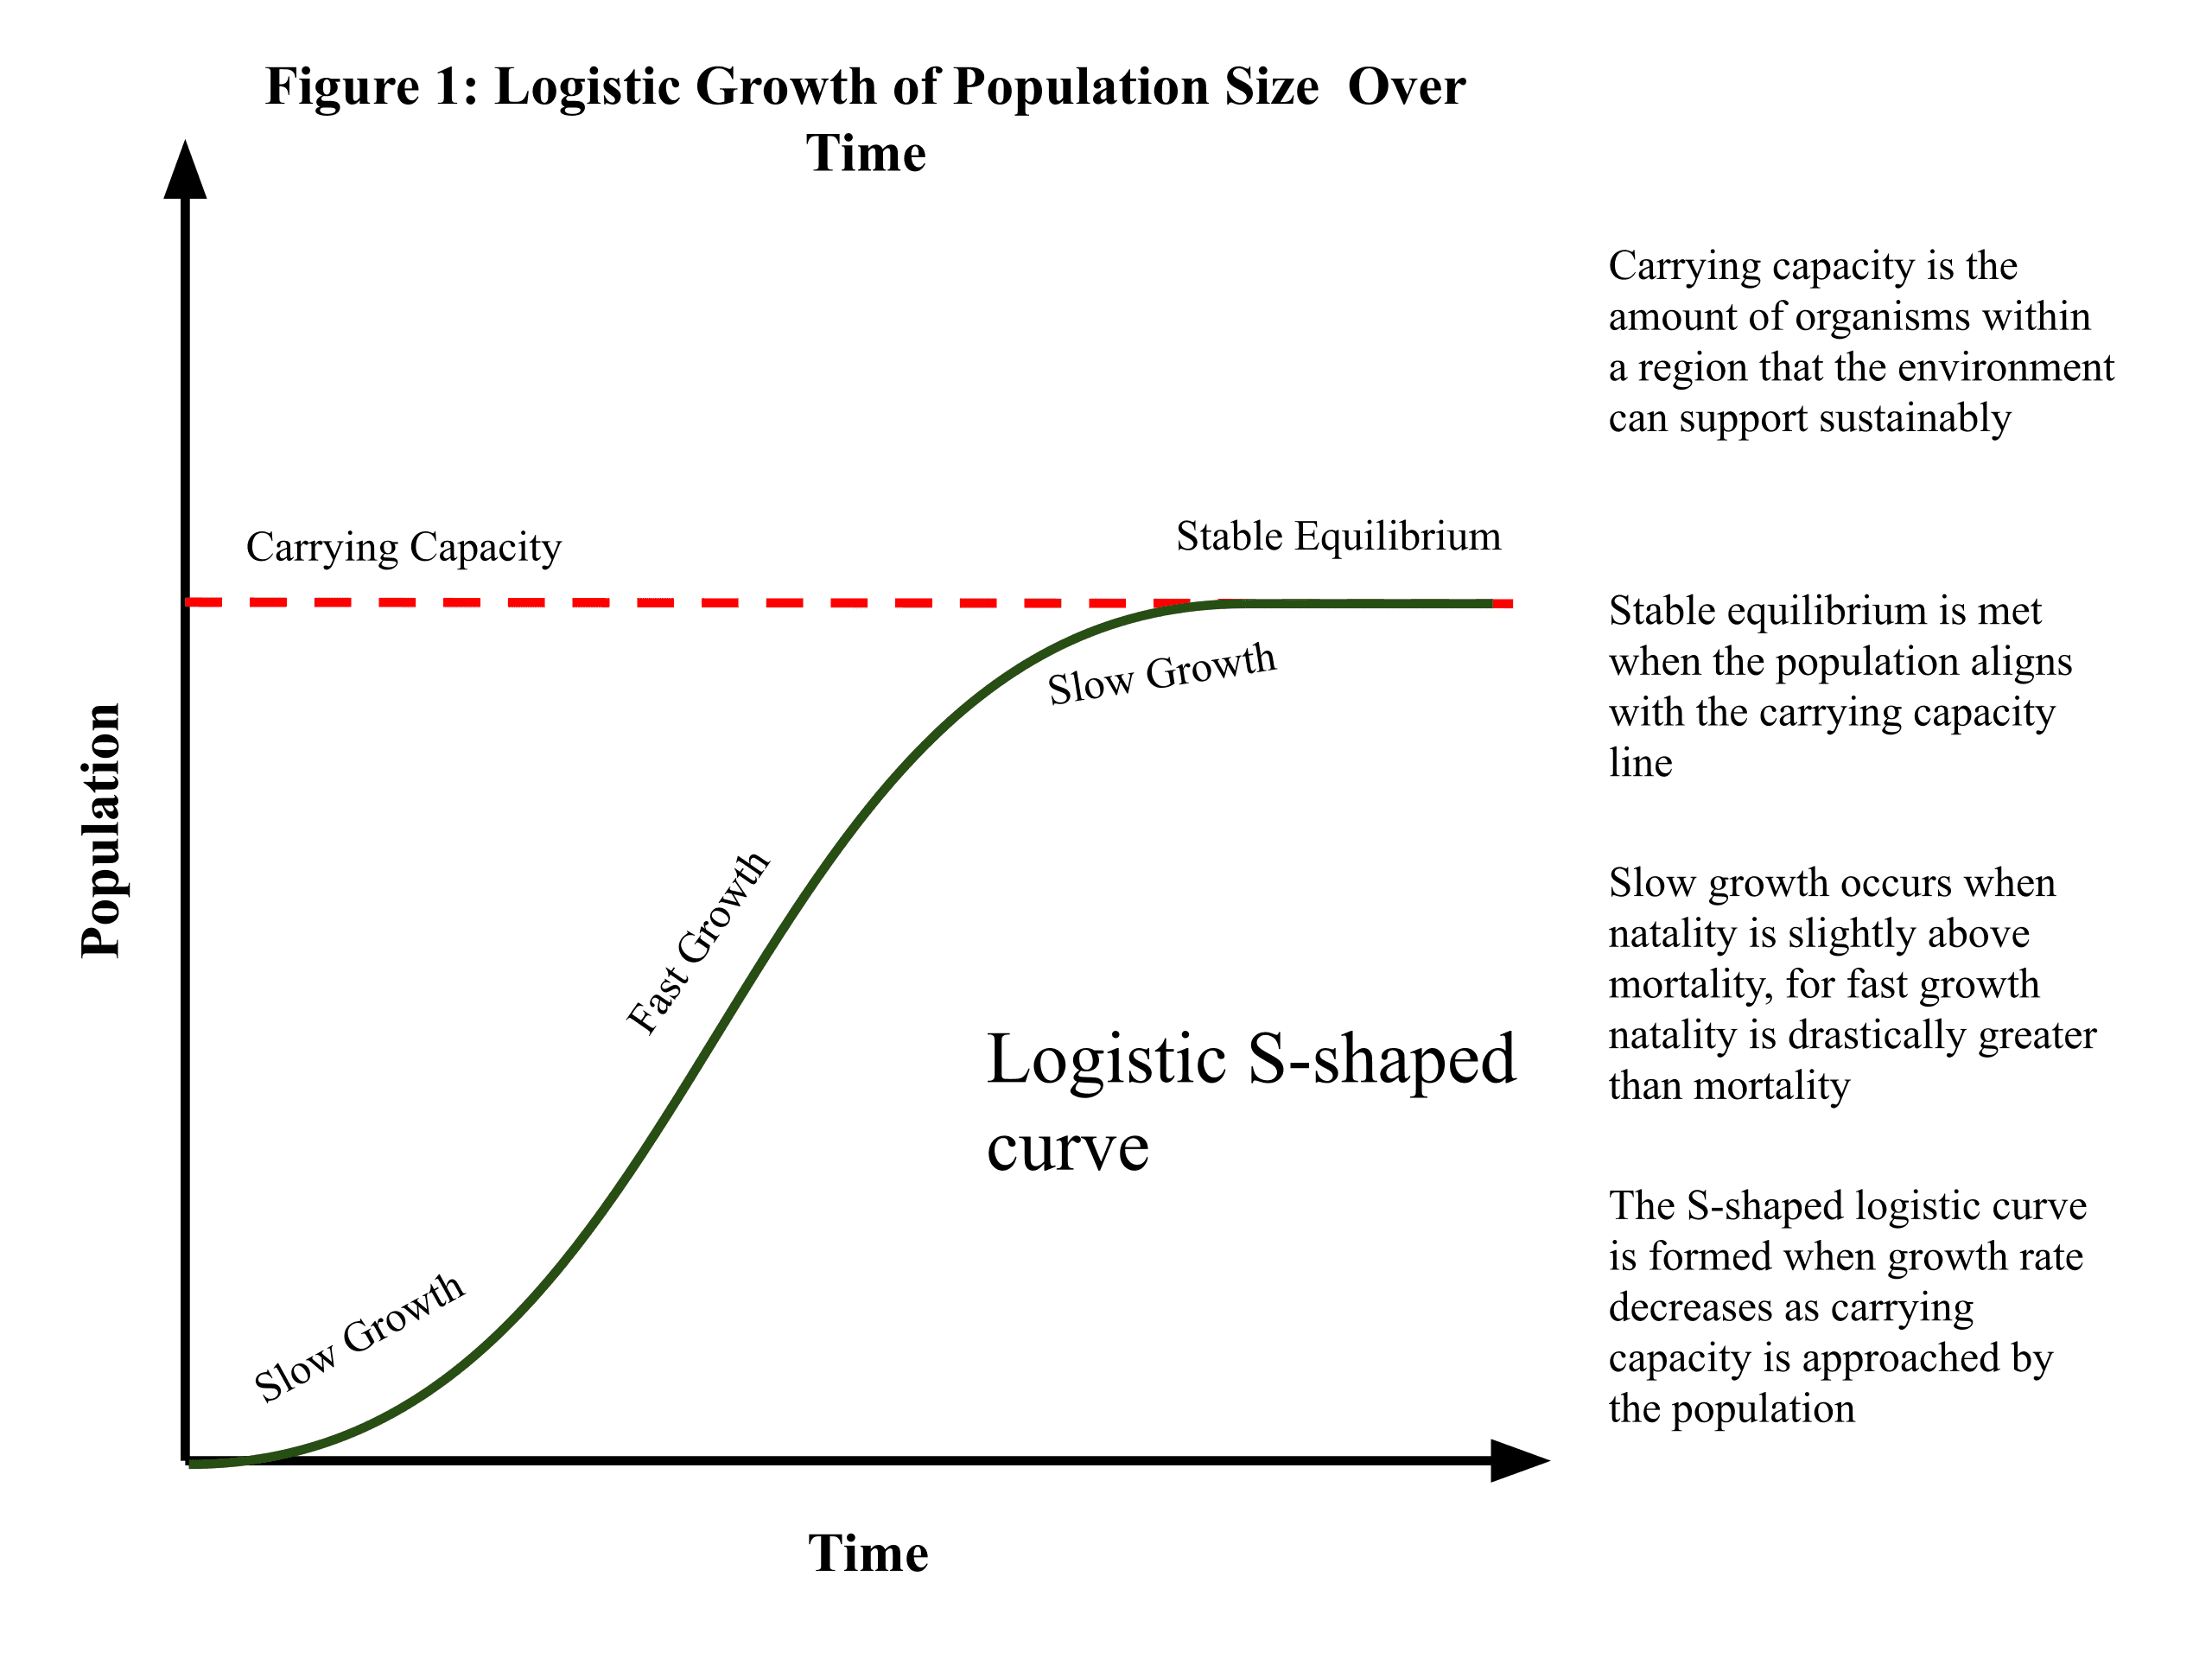 Figure 1: Logistic Growth of Population Size  Over
Time
Carrying capacity is the
amount of organisms within
a region that the environment
can support sustainably
Carrying Capacity
Stable Equilibrium
Stable equilibrium is met
when the population aligns
with the carrying capacity
line
Slow Growth
Population
Fast Growth
Slow growth occurs when
natality is slightly above
mortality, for fast growth
natality is drastically greater
than mortality
Logistic S-shaped
curve
The S-shaped logistic curve
is formed when growth rate
decreases as carrying
capacity is approached by
the population
Slow Growth
Time